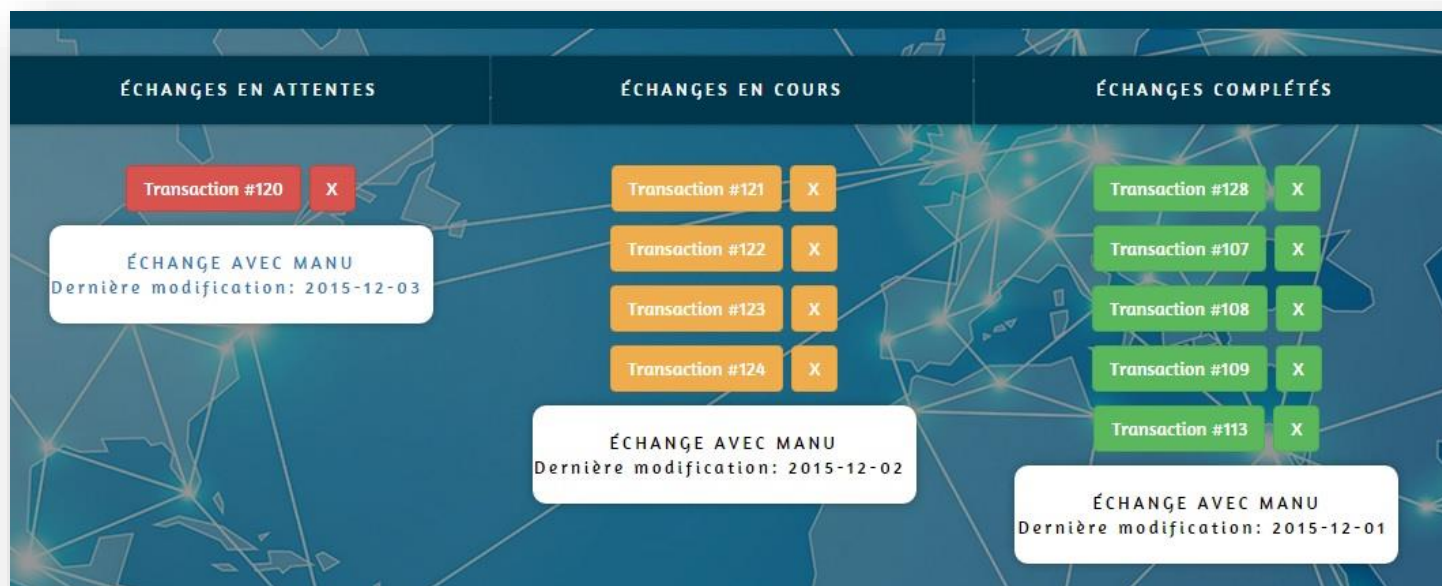 ÉCHANGES EN ATTENTES
Transaction #120 X
ÉCHANGE AVEC MANU
Dernière modification: 2015-12-03
ÉCHANGES EN COURS
Transaction #121 X
Transaction #122 X
Transaction #123 X
Transaction #124 X
ÉCHANGE AVEC MANU
Dernière modification: 2015-12-02
ÉCHANGES COMPLÉTÉS
Transaction #128 X
Transaction #107 X
Transaction #108 X
Transaction #109 X
Transaction #113 X
ÉCHANGE AVEC MANU
Dernière modification: 2015-12-01